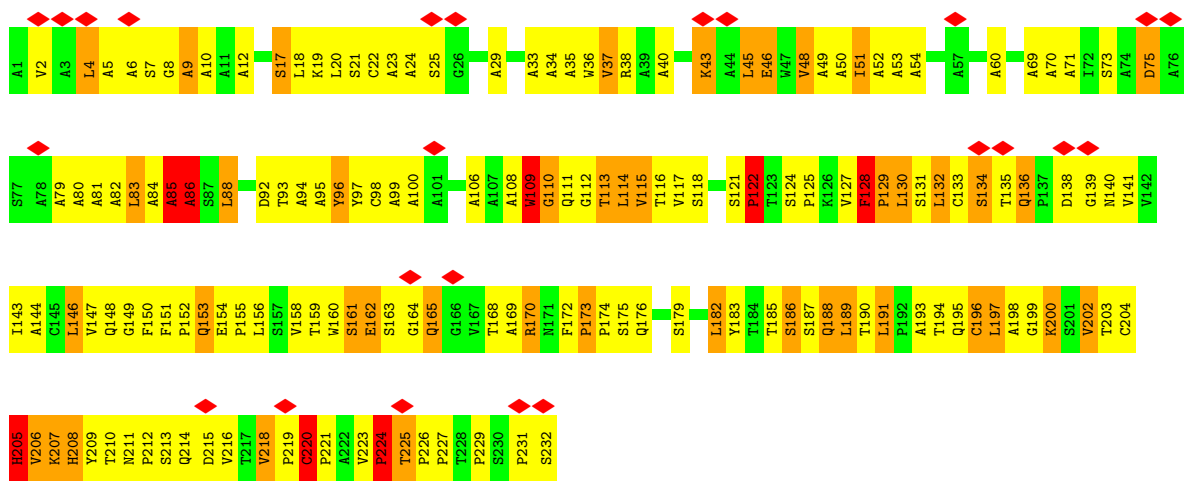 A1 V2 A3 L4 A5 A6 S7 G8 A9 A10 A11 A12 S17 L18 K19 L20 S21 C22 A23 A24 S25 G26 A29 A33 A34 A35 W36 V37 R38 A39 A40 K43 A44 L45 E46 W47 V48 A49 A50 I51 A52 A53 A54 A57 A60 A69 A70 A71 I72 S73 A74 D75 A76
S77 A78 A79 A80 A81 A82 L83 A84 A85 A86 S87 L88 D92 T93 A94 A95 Y96 Y97 C98 A99 A100 A101 A106 A107 A108 W109 G110 Q111 G112 T113 L114 V115 T116 V117 S118 S121 P122 T123 S124 P125 K126 V127 F128 P129 L130 S131 L132 C133 S134 T135 Q136 P137 D138 G139 N140 V141 V142
I143 A144 C145 L146 V147 Q148 G149 F150 F151 P152 Q153 E154 P155 L156 S157 V158 T159 W160 S161 E162 S163 G164 Q165 G166 V167 T168 A169 R170 N171 F172 P173 P174 S175 Q176 S179 L182 Y183 T184 T185 S186 S187 Q188 L189 T190 L191 P192 A193 T194 Q195 C196 L197 A198 G199 K200 S201 V202 T203 C204
H205 V206 K207 H208 Y209 T210 N211 P212 S213 Q214 D215 V216 T217 V218 P219 C220 P221 A222 V223 P224 T225 P226 P227 T228 P229 S230 P231 S232